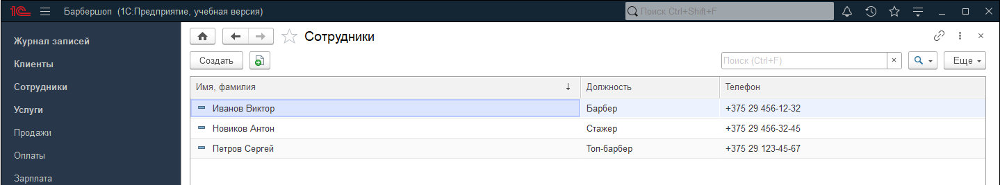 1С Барбершоп (1С:Предприятие, учебная версия) Поиск Ctrl+Shift+F
Журнал записей
Клиенты
Сотрудники
Услуги
Продажи
Оплаты
Зарплата
Сотрудники
Создать Поиск (Ctrl+F) × Еще
Имя, фамилия ↓ Должность Телефон
Иванов Виктор Барбер +375 29 456-12-32
Новиков Антон Стажер +375 29 456-32-45
Петров Сергей Топ-барбер +375 29 123-45-67